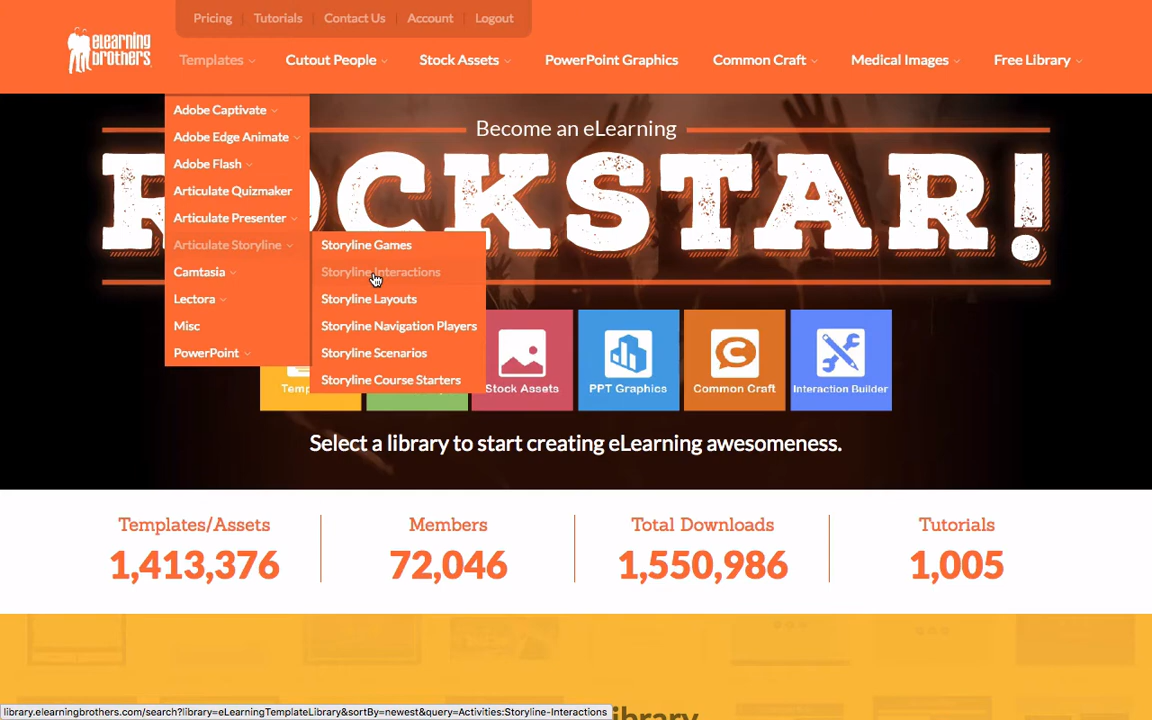 Pricing
Tutorials
Contact Us
Account
Logout
eLearning
brothers
Templates
Cutout People
Stock Assets
PowerPoint Graphics
Common Craft
Medical Images
Free Library
Adobe Captivate
Adobe Edge Animate
Adobe Flash
Articulate Quizmaker
Articulate Presenter
Articulate Storyline
Camtasia
Lectora
Misc
PowerPoint
Storyline Games
Storyline Interactions
Storyline Layouts
Storyline Navigation Players
Storyline Scenarios
Storyline Course Starters
Become an eLearning
ROCKSTAR!
Temp
Stock Assets
PPT Graphics
Common Craft
Interaction Builder
Select a library to start creating eLearning awesomeness.
Templates/Assets
1,413,376
Members
72,046
Total Downloads
1,550,986
Tutorials
1,005
library.elearningbrothers.com/search?library=eLearningTemplateLibrary&sortBy=newest&query=Activities:Storyline-Interactions